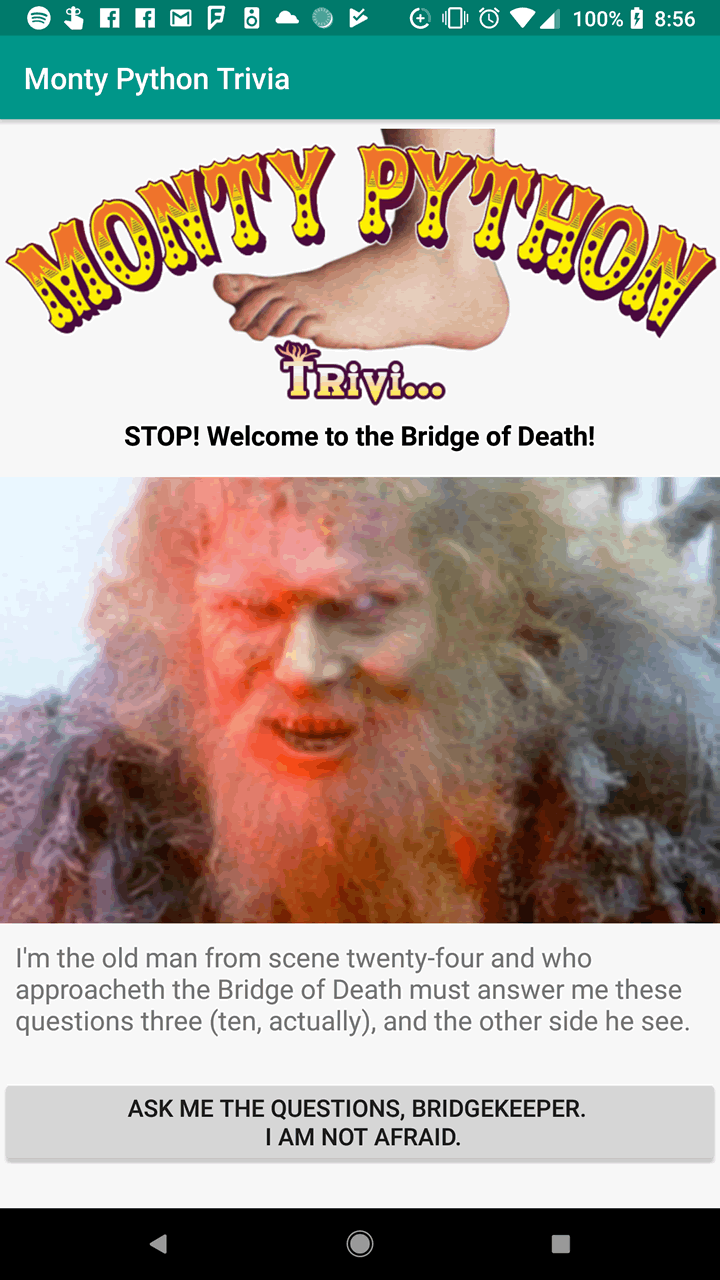 100% 8:56
Monty Python Trivia
MONTY PYTHON
TRiVi...
STOP! Welcome to the Bridge of Death!
I'm the old man from scene twenty-four and who
approacheth the Bridge of Death must answer me these
questions three (ten, actually), and the other side he see.
ASK ME THE QUESTIONS, BRIDGEKEEPER.
I AM NOT AFRAID.